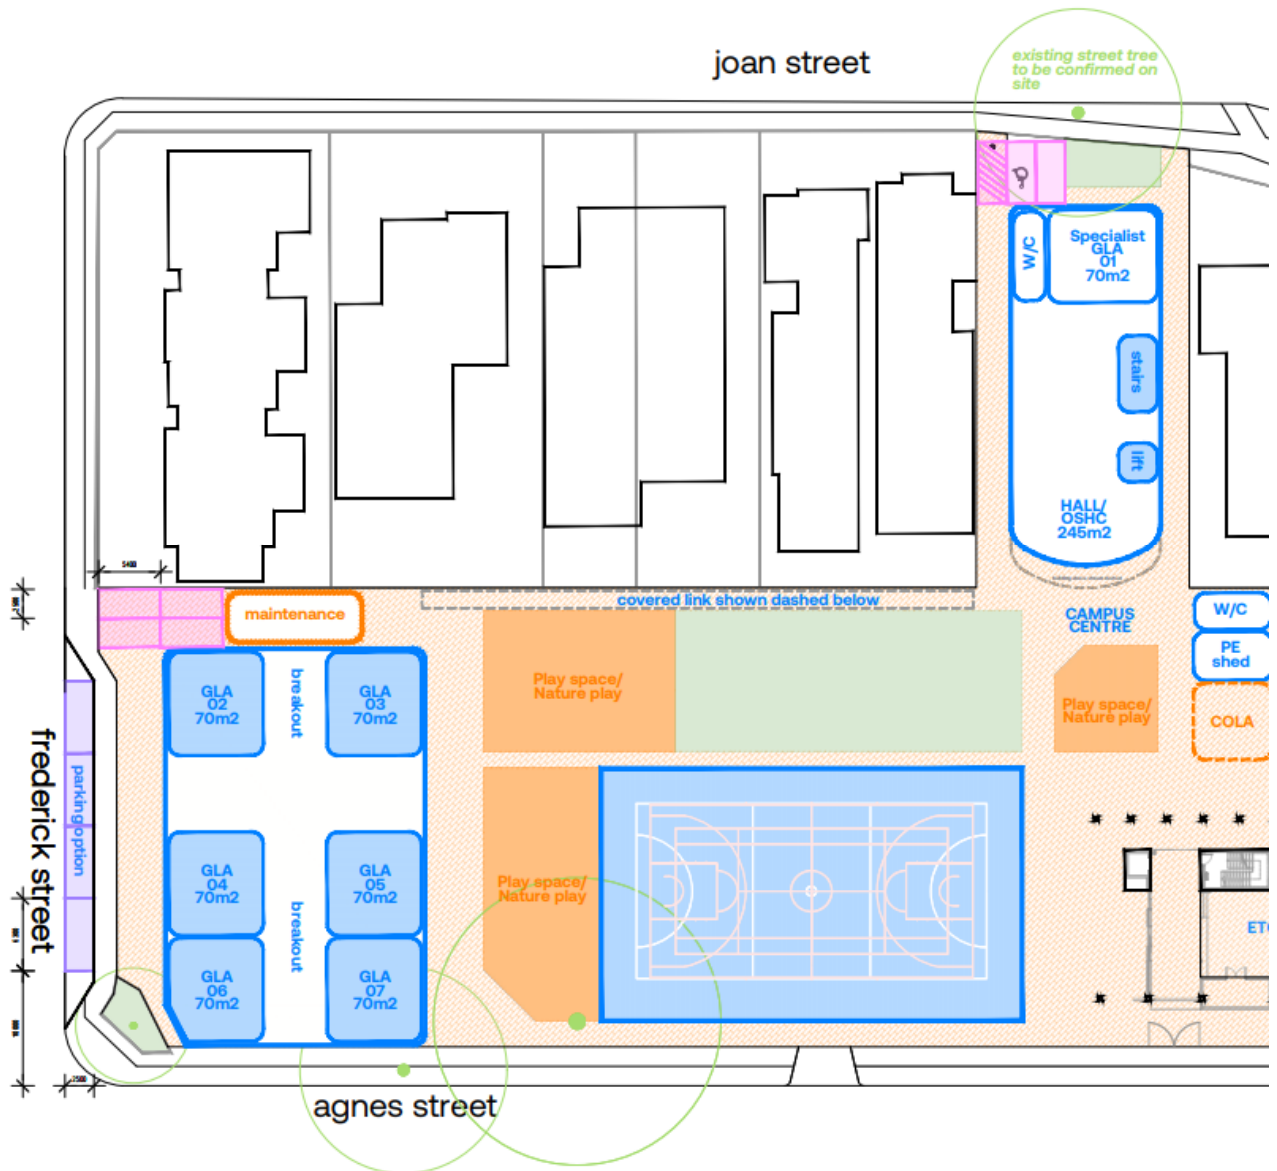 joan street
existing street tree
to be confirmed on
site
W/C
Specialist
GLA
01
70m2
stairs
lift
HALL/
OSHC
245m2
5400
maintenance
covered link shown dashed below
CAMPUS
CENTRE
W/C
PE
shed
COLA
GLA
02
70m2
breakout
GLA
03
70m2
Play space/
Nature play
Play space/
Nature play
frederick street
parking option
GLA
04
70m2
GLA
05
70m2
breakout
GLA
06
70m2
GLA
07
70m2
Play space/
Nature play
2500
agnes street